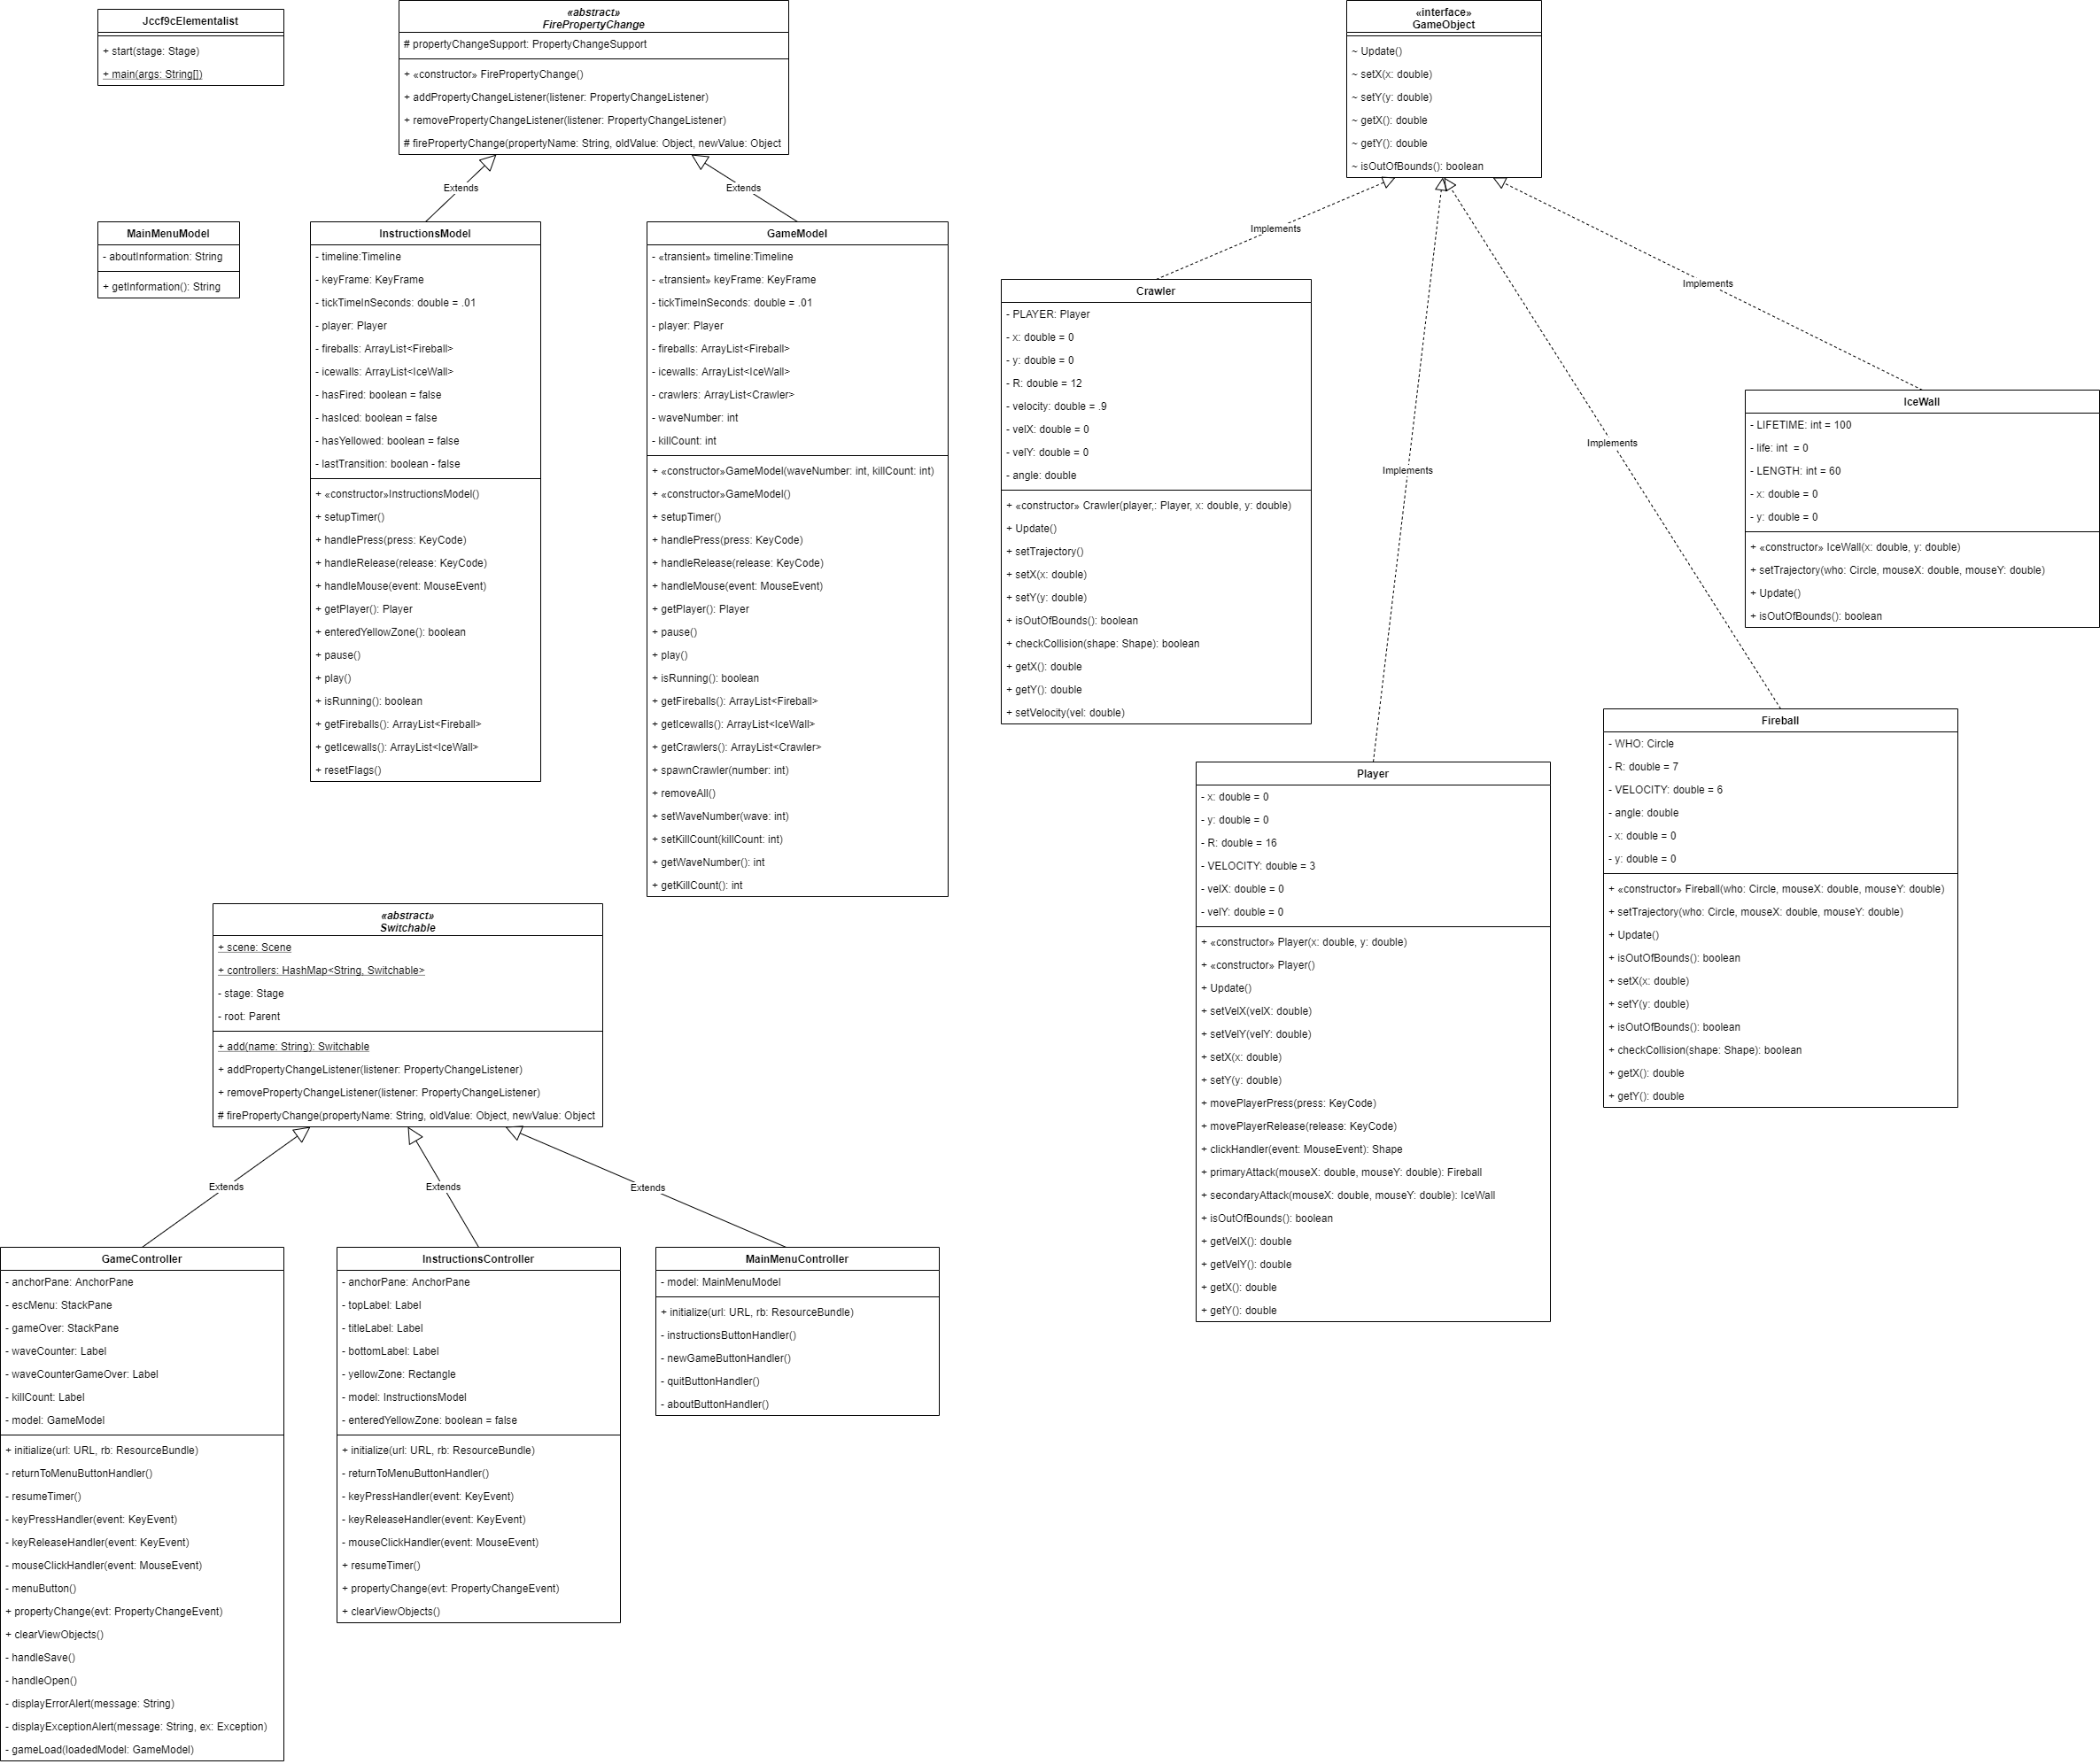 Jccf9cElementalist
+ start(stage: Stage)
+ main(args: String[])
«abstract»
FirePropertyChange
# propertyChangeSupport: PropertyChangeSupport
+ «constructor» FirePropertyChange()
+ addPropertyChangeListener(listener: PropertyChangeListener)
+ removePropertyChangeListener(listener: PropertyChangeListener)
# firePropertyChange(propertyName: String, oldValue: Object, newValue: Object
«interface»
GameObject
~ Update()
~ setX(x: double)
~ setY(y: double)
~ getX(): double
~ getY(): double
~ isOutOfBounds(): boolean
Extends
Extends
Implements
Implements
Implements
Implements
MainMenuModel
- aboutInformation: String
+ getInformation(): String
InstructionsModel
- timeline:Timeline
- keyFrame: KeyFrame
- tickTimeInSeconds: double = .01
- player: Player
- fireballs: ArrayList<Fireball>
- icewalls: ArrayList<IceWall>
- hasFired: boolean = false
- hasIced: boolean = false
- hasYellowed: boolean = false
- lastTransition: boolean - false
+ «constructor»InstructionsModel()
+ setupTimer()
+ handlePress(press: KeyCode)
+ handleRelease(release: KeyCode)
+ handleMouse(event: MouseEvent)
+ getPlayer(): Player
+ enteredYellowZone(): boolean
+ pause()
+ play()
+ isRunning(): boolean
+ getFireballs(): ArrayList<Fireball>
+ getIcewalls(): ArrayList<IceWall>
+ resetFlags()
GameModel
- «transient» timeline:Timeline
- «transient» keyFrame: KeyFrame
- tickTimeInSeconds: double = .01
- player: Player
- fireballs: ArrayList<Fireball>
- icewalls: ArrayList<IceWall>
- crawlers: ArrayList<Crawler>
- waveNumber: int
- killCount: int
+ «constructor»GameModel(waveNumber: int, killCount: int)
+ «constructor»GameModel()
+ setupTimer()
+ handlePress(press: KeyCode)
+ handleRelease(release: KeyCode)
+ handleMouse(event: MouseEvent)
+ getPlayer(): Player
+ pause()
+ play()
+ isRunning(): boolean
+ getFireballs(): ArrayList<Fireball>
+ getIcewalls(): ArrayList<IceWall>
+ getCrawlers(): ArrayList<Crawler>
+ spawnCrawler(number: int)
+ removeAll()
+ setWaveNumber(wave: int)
+ setKillCount(killCount: int)
+ getWaveNumber(): int
+ getKillCount(): int
Crawler
- PLAYER: Player
- x: double = 0
- y: double = 0
- R: double = 12
- velocity: double = .9
- velX: double = 0
- velY: double = 0
- angle: double
+ «constructor» Crawler(player,: Player, x: double, y: double)
+ Update()
+ setTrajectory()
+ setX(x: double)
+ setY(y: double)
+ isOutOfBounds(): boolean
+ checkCollision(shape: Shape): boolean
+ getX(): double
+ getY(): double
+ setVelocity(vel: double)
IceWall
- LIFETIME: int = 100
- life: int  = 0
- LENGTH: int = 60
- x: double = 0
- y: double = 0
+ «constructor» IceWall(x: double, y: double)
+ setTrajectory(who: Circle, mouseX: double, mouseY: double)
+ Update()
+ isOutOfBounds(): boolean
Fireball
- WHO: Circle
- R: double = 7
- VELOCITY: double = 6
- angle: double
- x: double = 0
- y: double = 0
+ «constructor» Fireball(who: Circle, mouseX: double, mouseY: double)
+ setTrajectory(who: Circle, mouseX: double, mouseY: double)
+ Update()
+ isOutOfBounds(): boolean
+ setX(x: double)
+ setY(y: double)
+ isOutOfBounds(): boolean
+ checkCollision(shape: Shape): boolean
+ getX(): double
+ getY(): double
Player
- x: double = 0
- y: double = 0
- R: double = 16
- VELOCITY: double = 3
- velX: double = 0
- velY: double = 0
+ «constructor» Player(x: double, y: double)
+ «constructor» Player()
+ Update()
+ setVelX(velX: double)
+ setVelY(velY: double)
+ setX(x: double)
+ setY(y: double)
+ movePlayerPress(press: KeyCode)
+ movePlayerRelease(release: KeyCode)
+ clickHandler(event: MouseEvent): Shape
+ primaryAttack(mouseX: double, mouseY: double): Fireball
+ secondaryAttack(mouseX: double, mouseY: double): IceWall
+ isOutOfBounds(): boolean
+ getVelX(): double
+ getVelY(): double
+ getX(): double
+ getY(): double
«abstract»
Switchable
+ scene: Scene
+ controllers: HashMap<String, Switchable>
- stage: Stage
- root: Parent
+ add(name: String): Switchable
+ addPropertyChangeListener(listener: PropertyChangeListener)
+ removePropertyChangeListener(listener: PropertyChangeListener)
# firePropertyChange(propertyName: String, oldValue: Object, newValue: Object
Extends
Extends
Extends
GameController
- anchorPane: AnchorPane
- escMenu: StackPane
- gameOver: StackPane
- waveCounter: Label
- waveCounterGameOver: Label
- killCount: Label
- model: GameModel
+ initialize(url: URL, rb: ResourceBundle)
- returnToMenuButtonHandler()
- resumeTimer()
- keyPressHandler(event: KeyEvent)
- keyReleaseHandler(event: KeyEvent)
- mouseClickHandler(event: MouseEvent)
- menuButton()
+ propertyChange(evt: PropertyChangeEvent)
+ clearViewObjects()
- handleSave()
- handleOpen()
- displayErrorAlert(message: String)
- displayExceptionAlert(message: String, ex: Exception)
- gameLoad(loadedModel: GameModel)
InstructionsController
- anchorPane: AnchorPane
- topLabel: Label
- titleLabel: Label
- bottomLabel: Label
- yellowZone: Rectangle
- model: InstructionsModel
- enteredYellowZone: boolean = false
+ initialize(url: URL, rb: ResourceBundle)
- returnToMenuButtonHandler()
- keyPressHandler(event: KeyEvent)
- keyReleaseHandler(event: KeyEvent)
- mouseClickHandler(event: MouseEvent)
+ resumeTimer()
+ propertyChange(evt: PropertyChangeEvent)
+ clearViewObjects()
MainMenuController
- model: MainMenuModel
+ initialize(url: URL, rb: ResourceBundle)
- instructionsButtonHandler()
- newGameButtonHandler()
- quitButtonHandler()
- aboutButtonHandler()